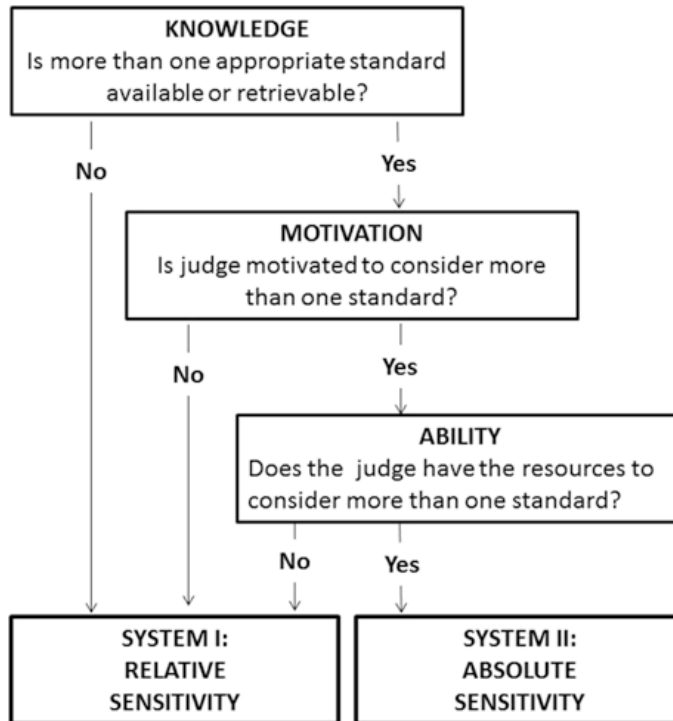 KNOWLEDGE
Is more than one appropriate standard
available or retrievable?
No
Yes
MOTIVATION
Is judge motivated to consider more
than one standard?
No
Yes
ABILITY
Does the judge have the resources to
consider more than one standard?
No
Yes
SYSTEM I:
RELATIVE
SENSITIVITY
SYSTEM II:
ABSOLUTE
SENSITIVITY